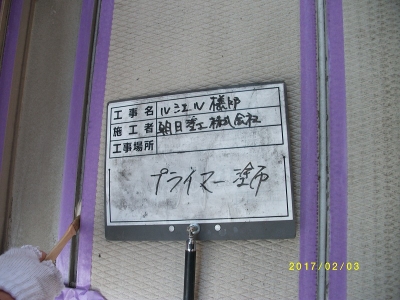 工事名 ルシエル様邸
施工者 朝日塗工株式会社
工事場所
プライマー塗布
2017/02/03